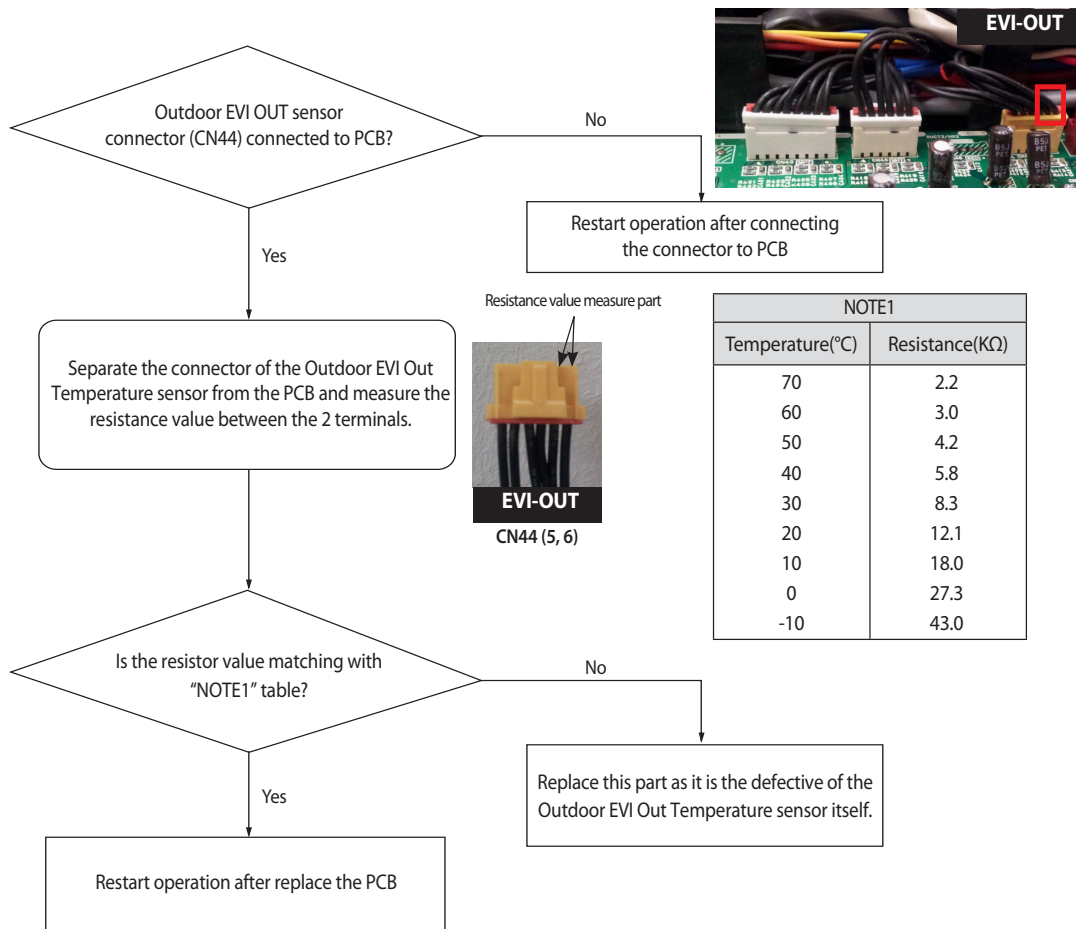 EVI-OUT
Outdoor EVI OUT sensor
connector (CN44) connected to PCB?
No
Restart operation after connecting
the connector to PCB
Yes
Resistance value measure part
Separate the connector of the Outdoor EVI Out
Temperature sensor from the PCB and measure the
resistance value between the 2 terminals.
EVI-OUT
CN44 (5, 6)
NOTE1
Temperature(°C) Resistance(KΩ)
70 2.2
60 3.0
50 4.2
40 5.8
30 8.3
20 12.1
10 18.0
0 27.3
-10 43.0
Is the resistor value matching with
“NOTE1” table?
No
Replace this part as it is the defective of the
Outdoor EVI Out Temperature sensor itself.
Yes
Restart operation after replace the PCB